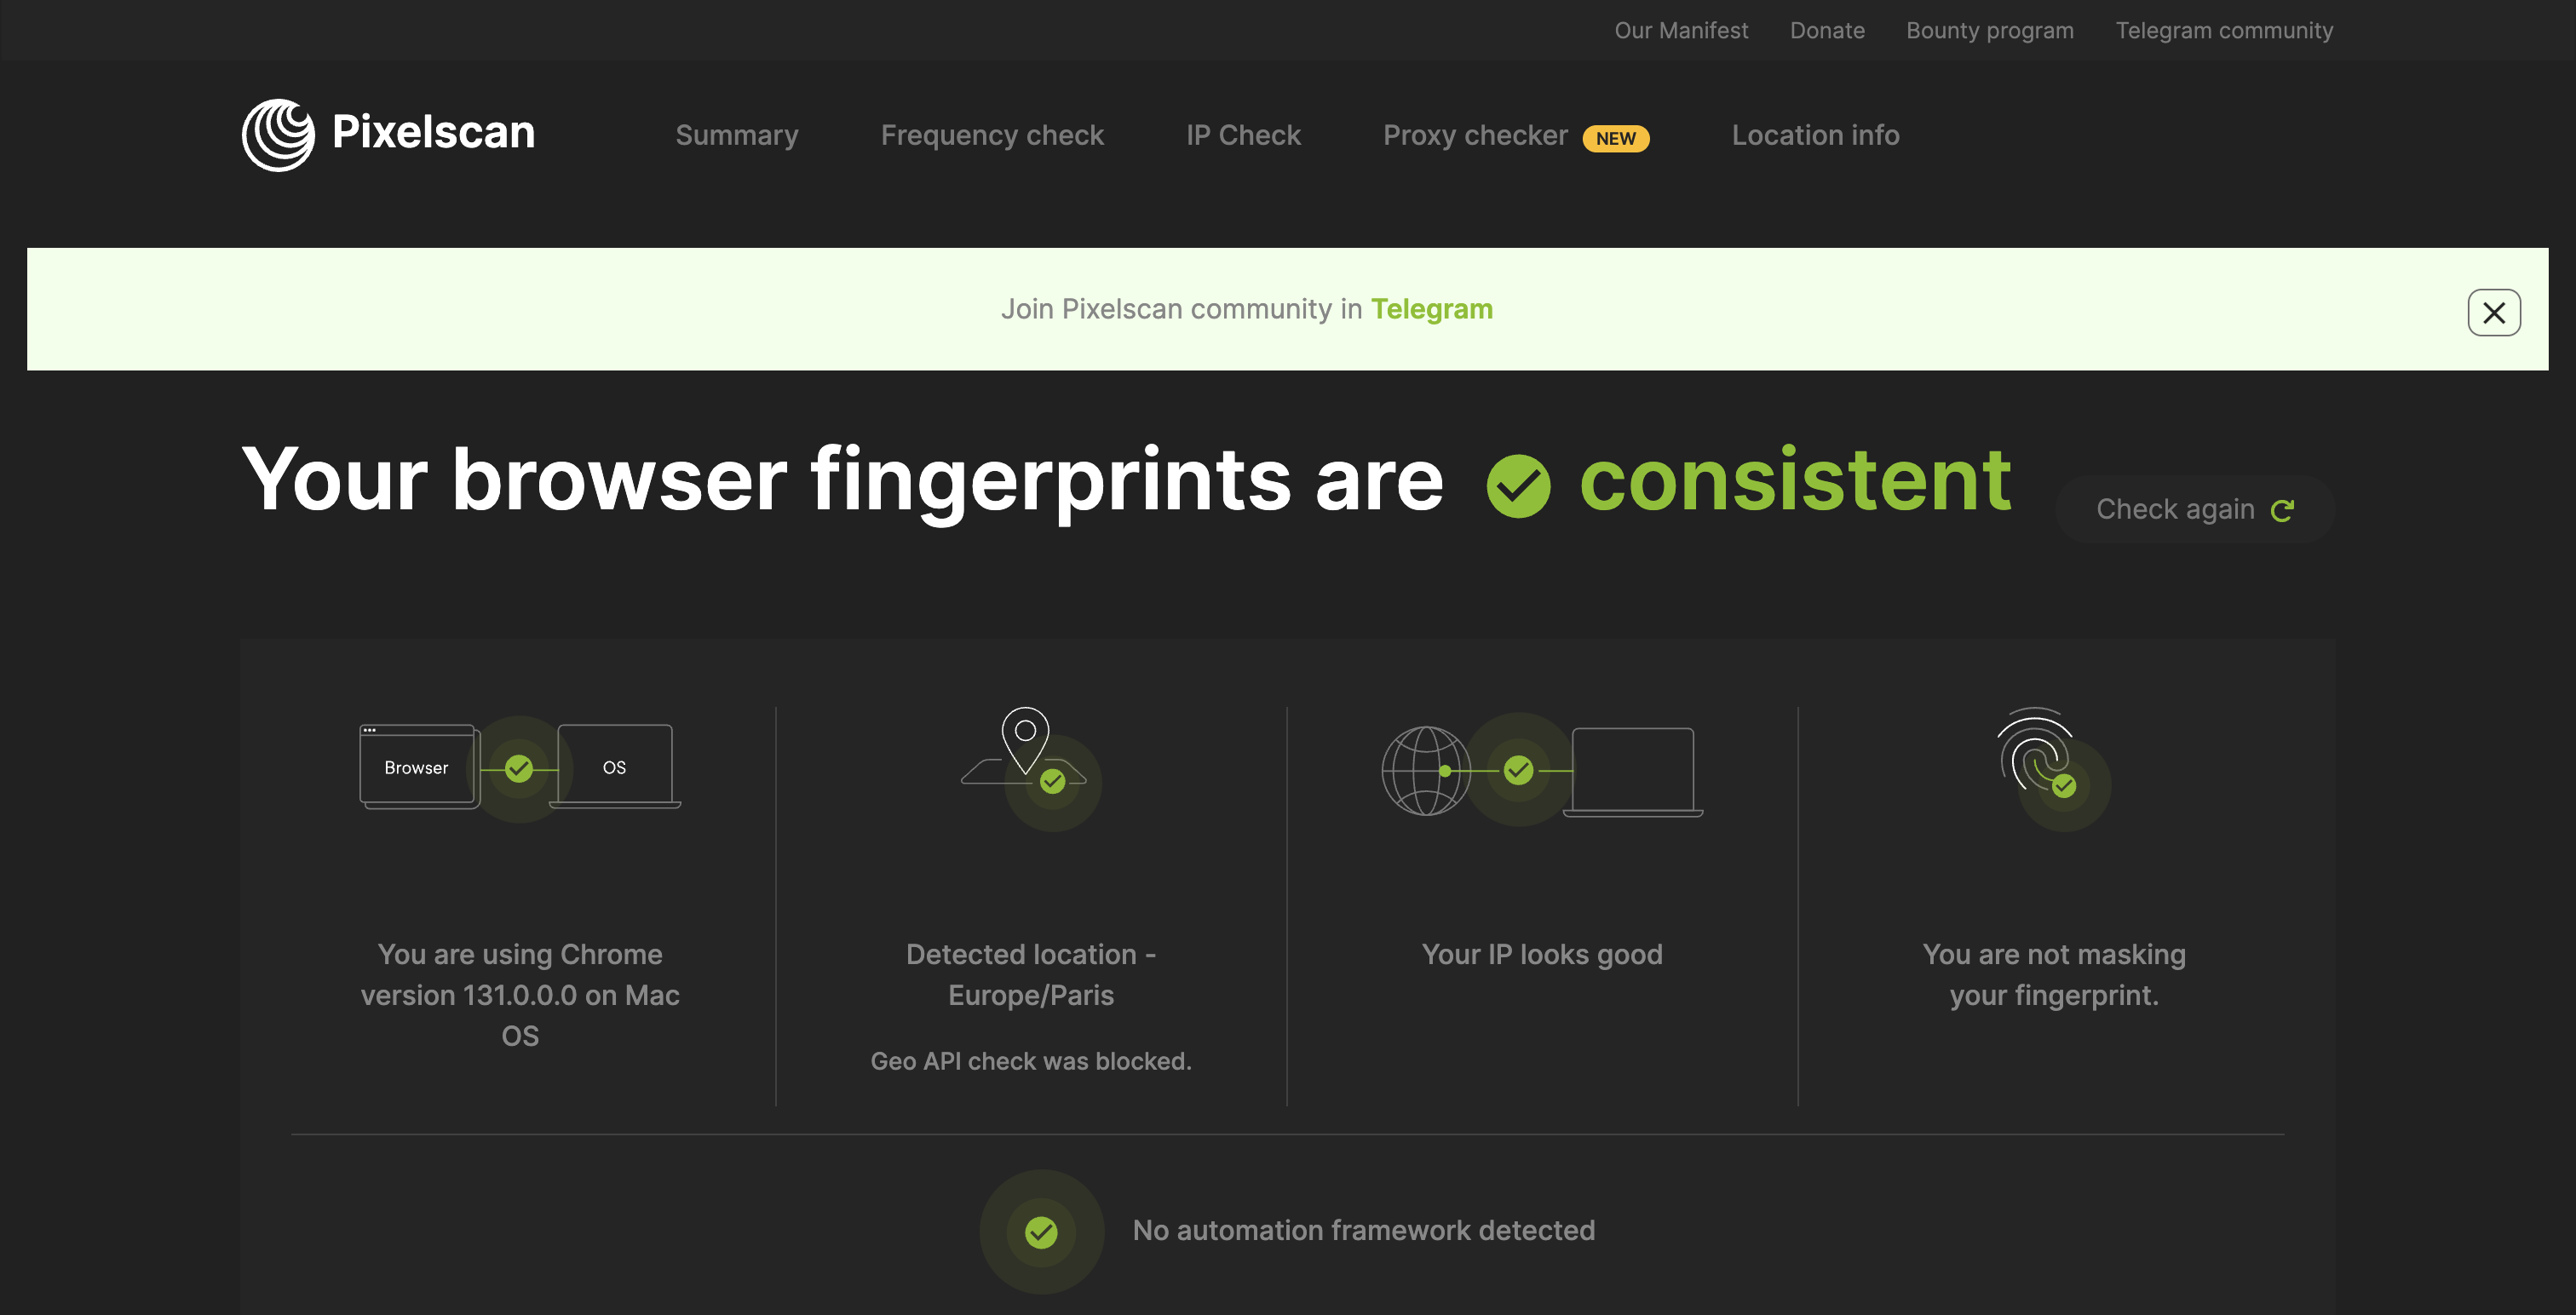 Our Manifest Donate Bounty program Telegram community
Pixelscan Summary Frequency check IP Check Proxy checker NEW Location info
Join Pixelscan community in Telegram
Your browser fingerprints are consistent
Check again
Browser OS
You are using Chrome
version 131.0.0.0 on Mac
OS
Detected location -
Europe/Paris
Geo API check was blocked.
Your IP looks good
You are not masking
your fingerprint.
No automation framework detected